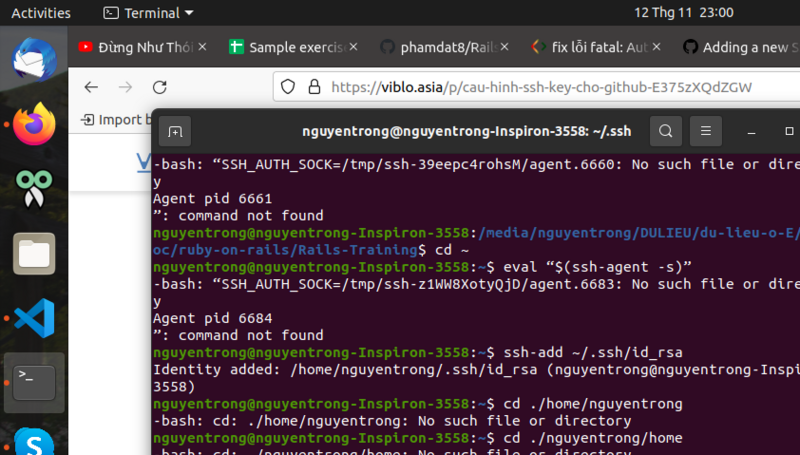 Activities Terminal 12 Thg 11 23:00
Đừng Như Thói Sample exercise phamdat8/Rails fix lỗi fatal: Aut Adding a new S
https://viblo.asia/p/cau-hinh-ssh-key-cho-github-E375zXQdZGW
Import b
nguyentrong@nguyentrong-Inspiron-3558: ~/.ssh
-bash: “SSH_AUTH_SOCK=/tmp/ssh-39eepc4rohsM/agent.6660: No such file or dire
y
Agent pid 6661
”: command not found
nguyentrong@nguyentrong-Inspiron-3558:/media/nguyentrong/DULIEU/du-lieu-o-E/
oc/ruby-on-rails/Rails-Training$ cd ~
nguyentrong@nguyentrong-Inspiron-3558:~$ eval “$(ssh-agent -s)”
-bash: “SSH_AUTH_SOCK=/tmp/ssh-z1WW8XotyQjD/agent.6683: No such file or dire
y
Agent pid 6684
”: command not found
nguyentrong@nguyentrong-Inspiron-3558:~$ ssh-add ~/.ssh/id_rsa
Identity added: /home/nguyentrong/.ssh/id_rsa (nguyentrong@nguyentrong-Inspi
3558)
nguyentrong@nguyentrong-Inspiron-3558:~$ cd ./home/nguyentrong
-bash: cd: ./home/nguyentrong: No such file or directory
nguyentrong@nguyentrong-Inspiron-3558:~$ cd ./nguyentrong/home
-bash: cd: ./nguyentrong/home: No such file or directory